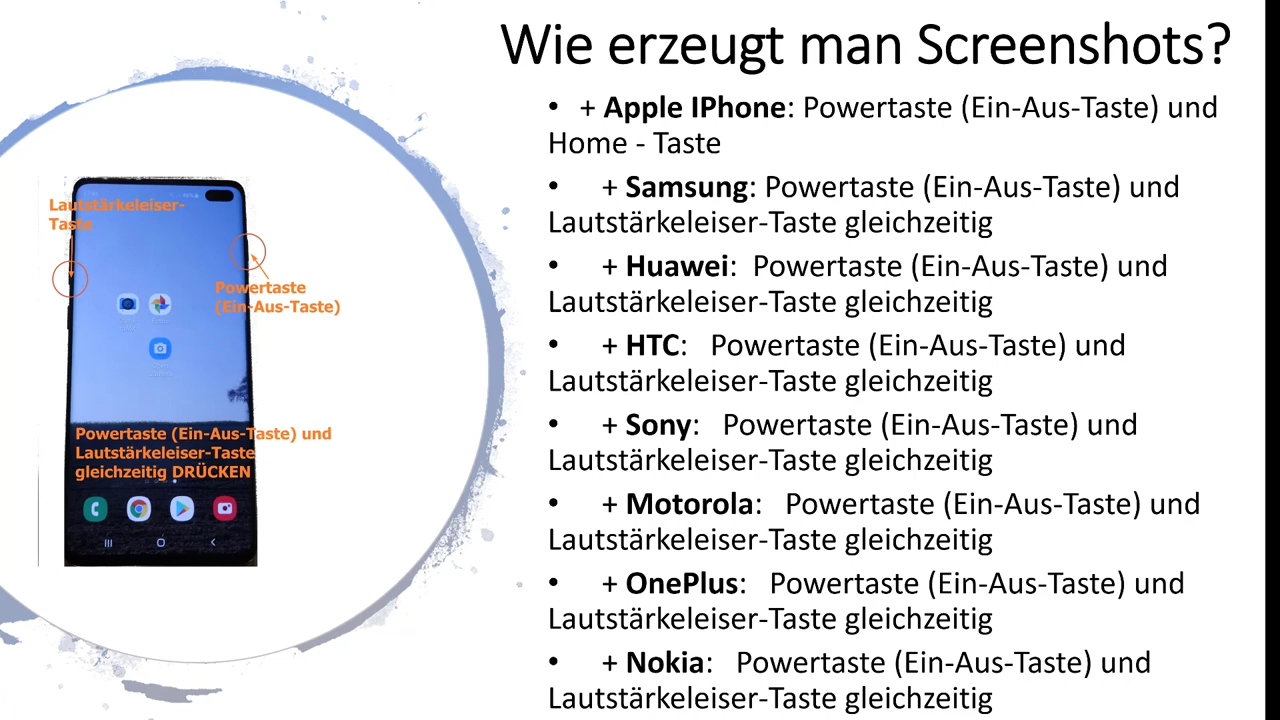 Wie erzeugt man Screenshots?
• + Apple IPhone: Powertaste (Ein-Aus-Taste) und
Home - Taste
• + Samsung: Powertaste (Ein-Aus-Taste) und
Lautstärkeleiser-Taste gleichzeitig
• + Huawei: Powertaste (Ein-Aus-Taste) und
Lautstärkeleiser-Taste gleichzeitig
• + HTC: Powertaste (Ein-Aus-Taste) und
Lautstärkeleiser-Taste gleichzeitig
• + Sony: Powertaste (Ein-Aus-Taste) und
Lautstärkeleiser-Taste gleichzeitig
• + Motorola: Powertaste (Ein-Aus-Taste) und
Lautstärkeleiser-Taste gleichzeitig
• + OnePlus: Powertaste (Ein-Aus-Taste) und
Lautstärkeleiser-Taste gleichzeitig
• + Nokia: Powertaste (Ein-Aus-Taste) und
Lautstärkeleiser-Taste gleichzeitig
Lautstärkeleiser-
Taste
Powertaste
(Ein-Aus-Taste)
Powertaste (Ein-Aus-Taste) und
Lautstärkeleiser-Taste
gleichzeitig DRÜCKEN